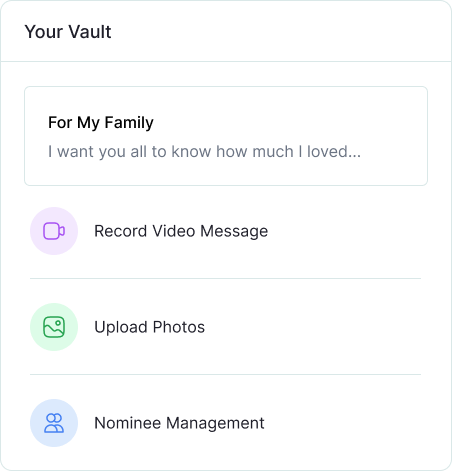 Your Vault
For My Family
I want you all to know how much I loved...
Record Video Message
Upload Photos
Nominee Management